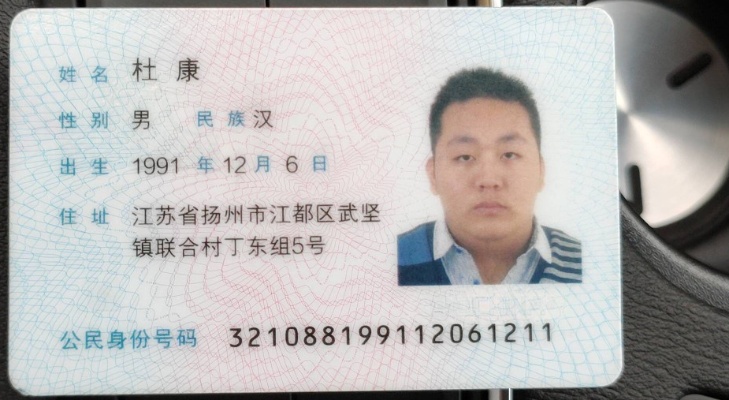 姓名 杜康
性别 男 民族 汉
出生 1991 年 12 月 6 日
住址 江苏省扬州市江都区武坚
镇联合村丁东组5号
公民身份号码 321088199112061211